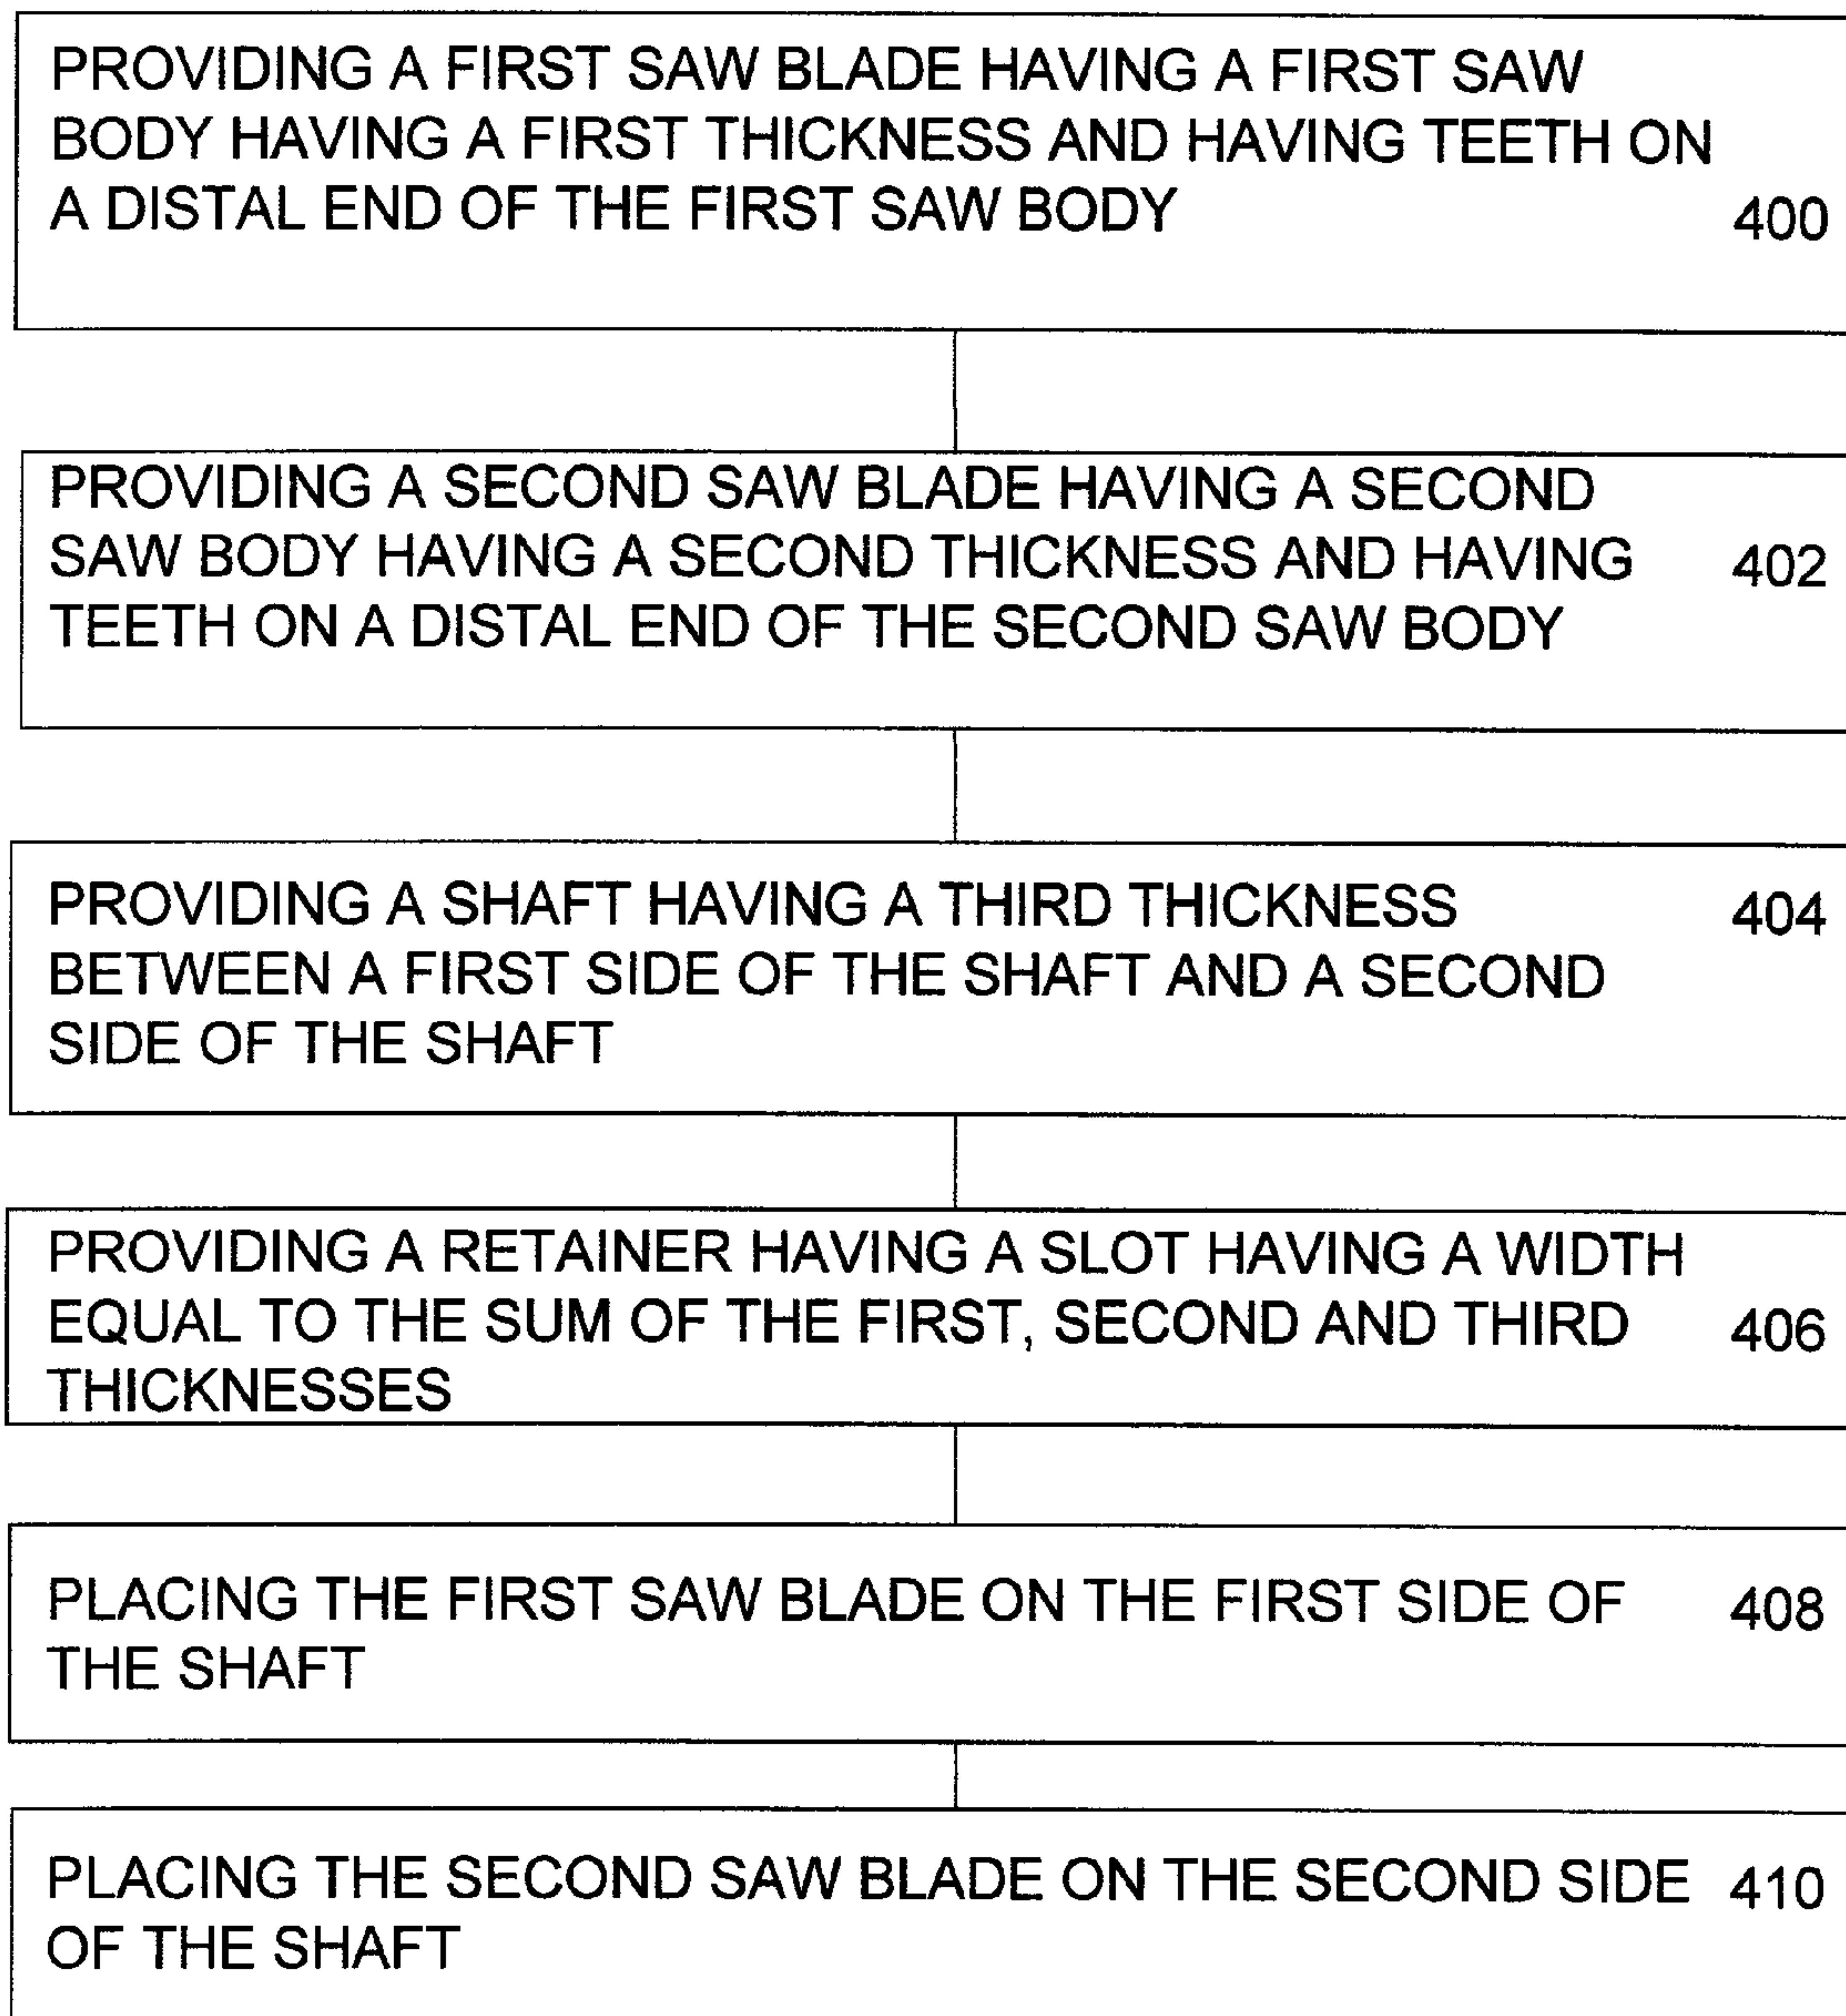 PROVIDING A FIRST SAW BLADE HAVING A FIRST SAW
BODY HAVING A FIRST THICKNESS AND HAVING TEETH ON
A DISTAL END OF THE FIRST SAW BODY 400
PROVIDING A SECOND SAW BLADE HAVING A SECOND
SAW BODY HAVING A SECOND THICKNESS AND HAVING 402
TEETH ON A DISTAL END OF THE SECOND SAW BODY
PROVIDING A SHAFT HAVING A THIRD THICKNESS 404
BETWEEN A FIRST SIDE OF THE SHAFT AND A SECOND
SIDE OF THE SHAFT
PROVIDING A RETAINER HAVING A SLOT HAVING A WIDTH
EQUAL TO THE SUM OF THE FIRST, SECOND AND THIRD 406
THICKNESSES
PLACING THE FIRST SAW BLADE ON THE FIRST SIDE OF 408
THE SHAFT
PLACING THE SECOND SAW BLADE ON THE SECOND SIDE 410
OF THE SHAFT